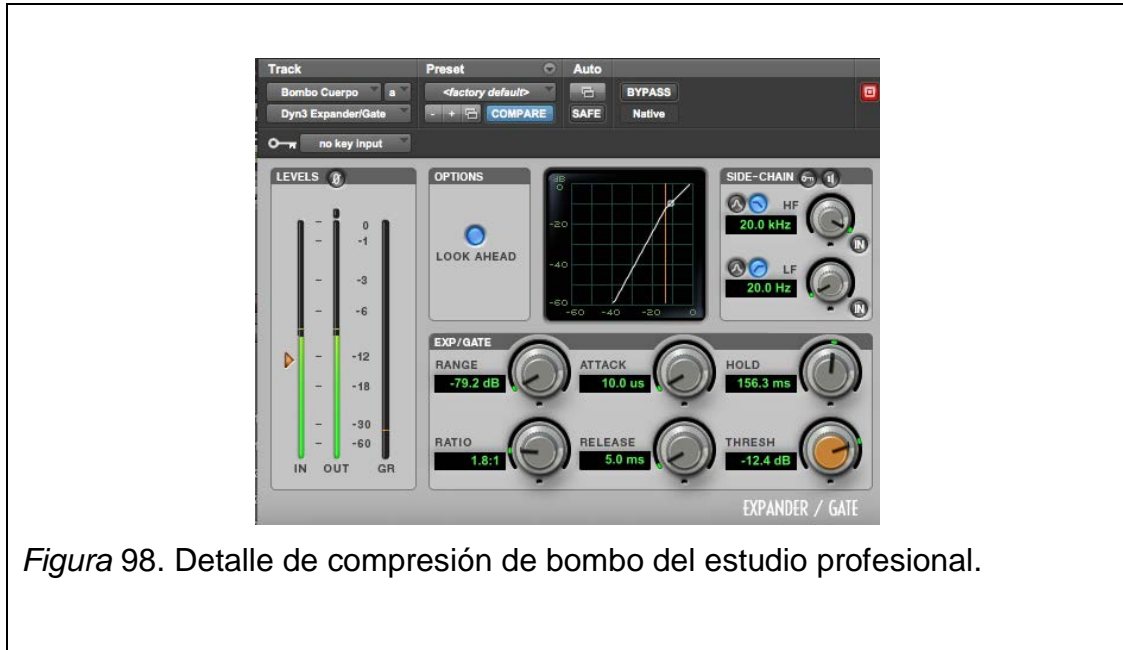 Track Preset Auto
Bombo Cuerpo a <factory default> BYPASS
Dyn3 Expander/Gate - + COMPARE SAFE Native
no key input
LEVELS Ø OPTIONS SIDE-CHAIN
LOOK AHEAD
dB
0
-20
-40
-60
-60 -40 -20 0
HF
20.0 kHz
IN
LF
20.0 Hz
IN
0
-1
-3
-6
-12
-18
-30
-60
IN OUT GR
EXP/GATE
RANGE ATTACK HOLD
-79.2 dB 10.0 us 156.3 ms
RATIO RELEASE THRESH
1.8:1 5.0 ms -12.4 dB
EXPANDER / GATE
Figura 98. Detalle de compresión de bombo del estudio profesional.